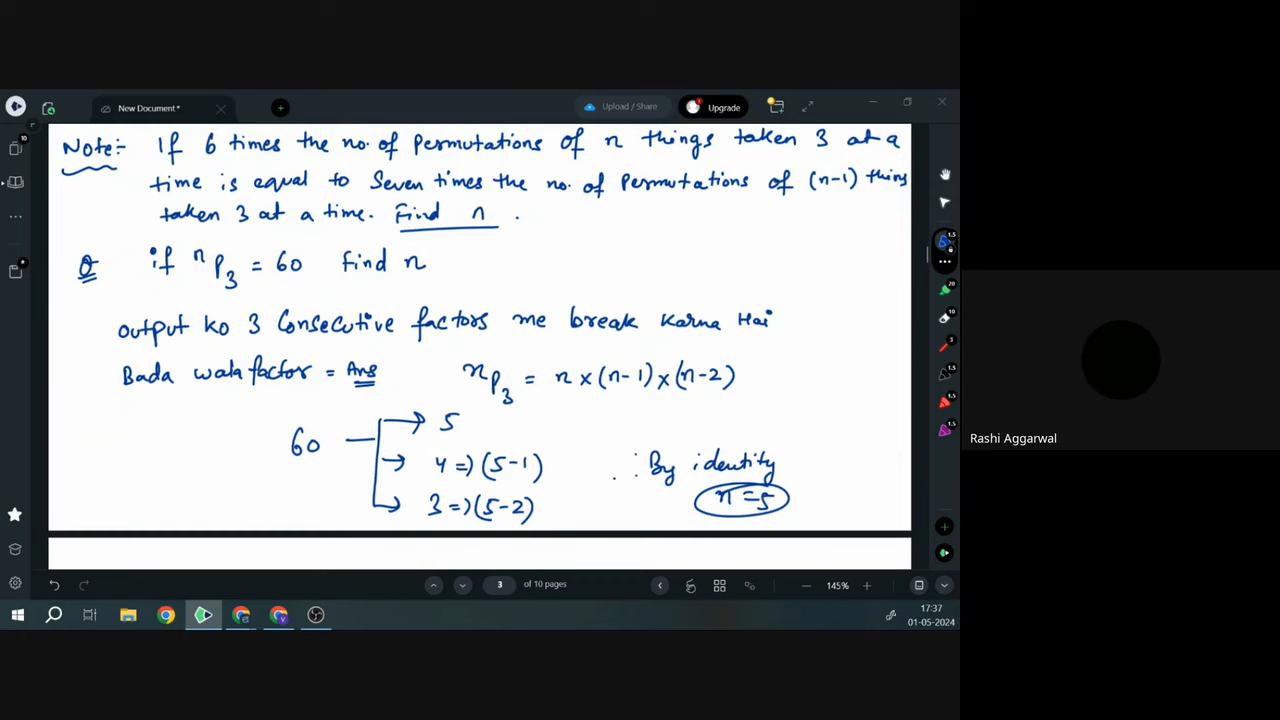 New Document*
Upload / Share
Upgrade
Note:- If 6 times the no. of Permutations of n things taken 3 at a
time is equal to Seven times the no. of Permutations of (n-1) things
taken 3 at a time. Find n.
Q if ⁿP₃ = 60 find n
output ko 3 Consecutive factors me break Karna Hai
Bada wala factor = Ans ⁿP₃ = n x (n-1) x (n-2)
60 → 5
→ 4 => (5-1) ∴ By identity
→ 3 => (5-2) n = 5
Rashi Aggarwal
3 of 10 pages
145%
17:37
01-05-2024